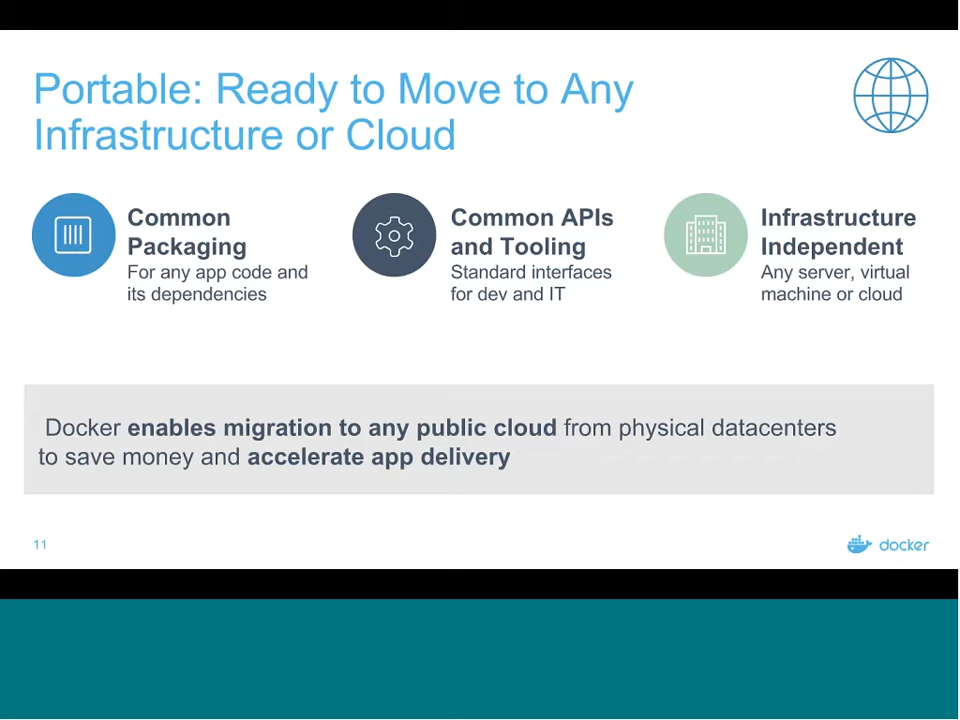 Portable: Ready to Move to Any
Infrastructure or Cloud
Common
Packaging
For any app code and
its dependencies
Common APIs
and Tooling
Standard interfaces
for dev and IT
Infrastructure
Independent
Any server, virtual
machine or cloud
Docker enables migration to any public cloud from physical datacenters
to save money and accelerate app delivery
11
docker